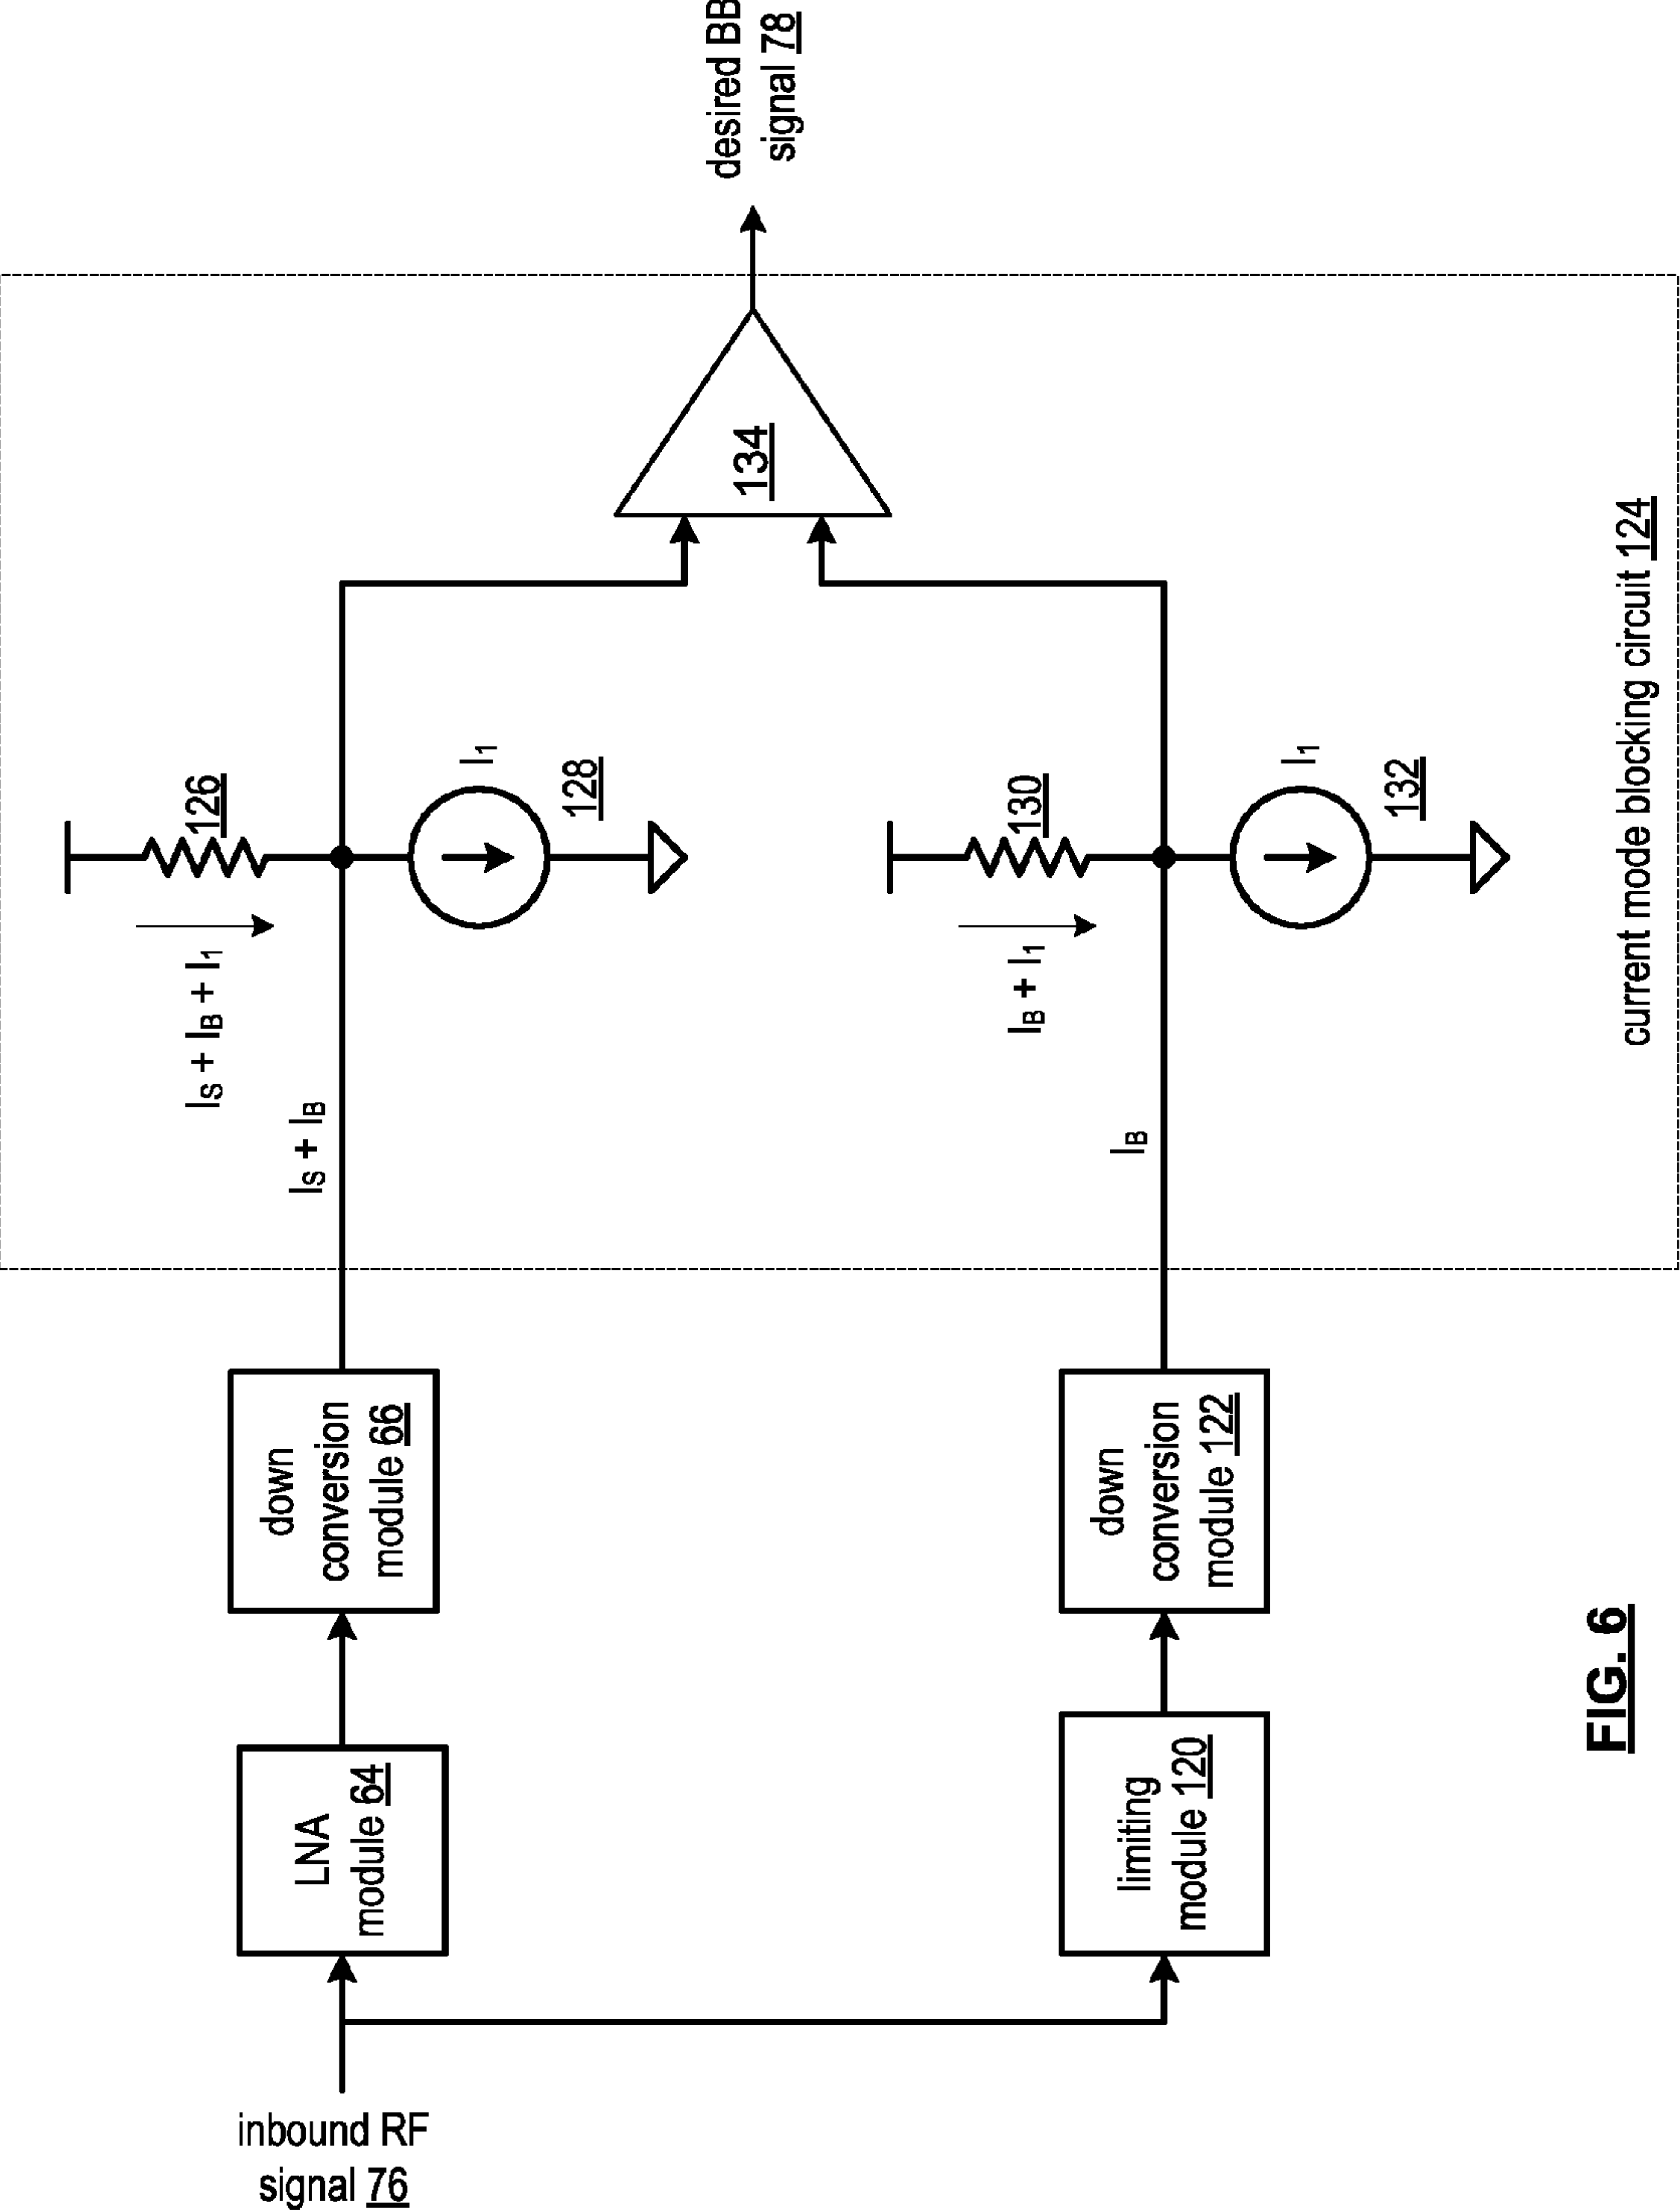 inbound RF
signal 76
LNA
module 64
down
conversion
module 66
Is + IB
Is + IB + I1
126
I1
128
limiting
module 120
down
conversion
module 122
IB
IB + I1
130
I1
132
134
desired BB
signal 78
current mode blocking circuit 124
FIG. 6